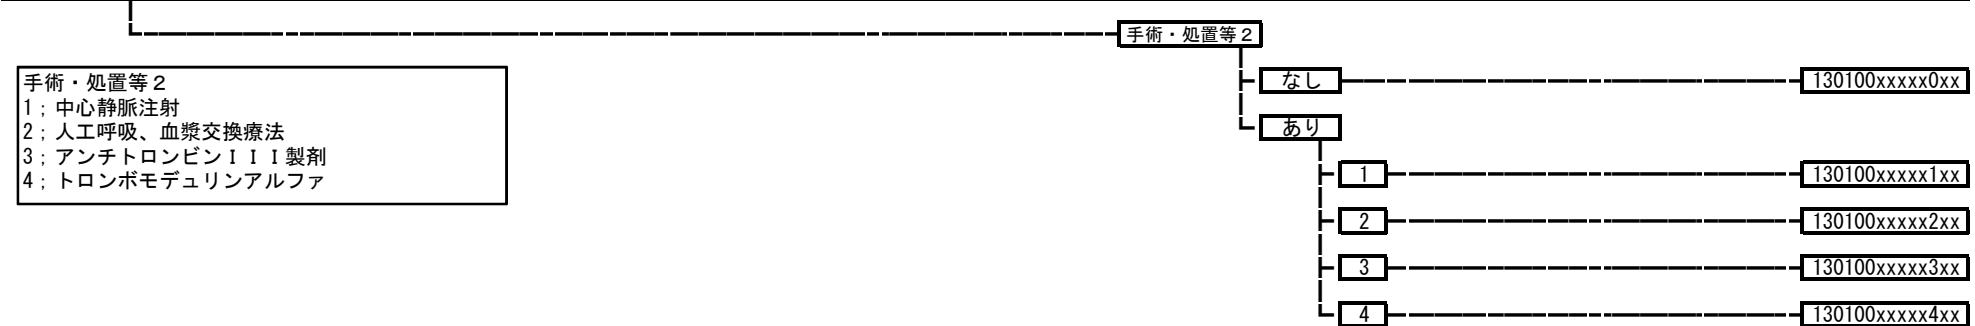 手術・処置等２
手術・処置等２
1；中心静脈注射
2；人工呼吸、血漿交換療法
3；アンチトロンビンＩＩＩ製剤
4；トロンボモデュリンアルファ
なし
130100xxxxx0xx
あり
1
130100xxxxx1xx
2
130100xxxxx2xx
3
130100xxxxx3xx
4
130100xxxxx4xx